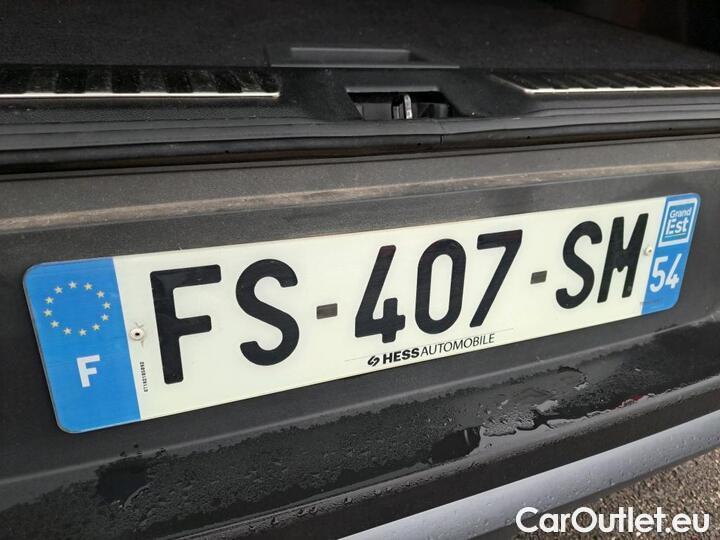 F
FS-407-SM
Grand
Est
54
HESSAUTOMOBILE
CarOutlet.eu